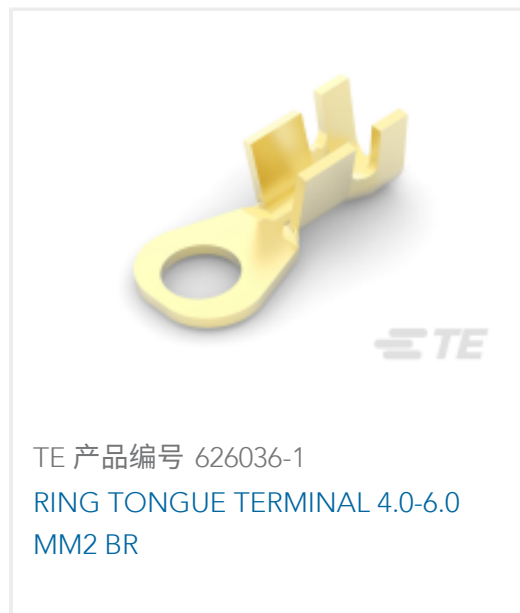 TE
TE 产品编号 626036-1
RING TONGUE TERMINAL 4.0-6.0
MM2 BR